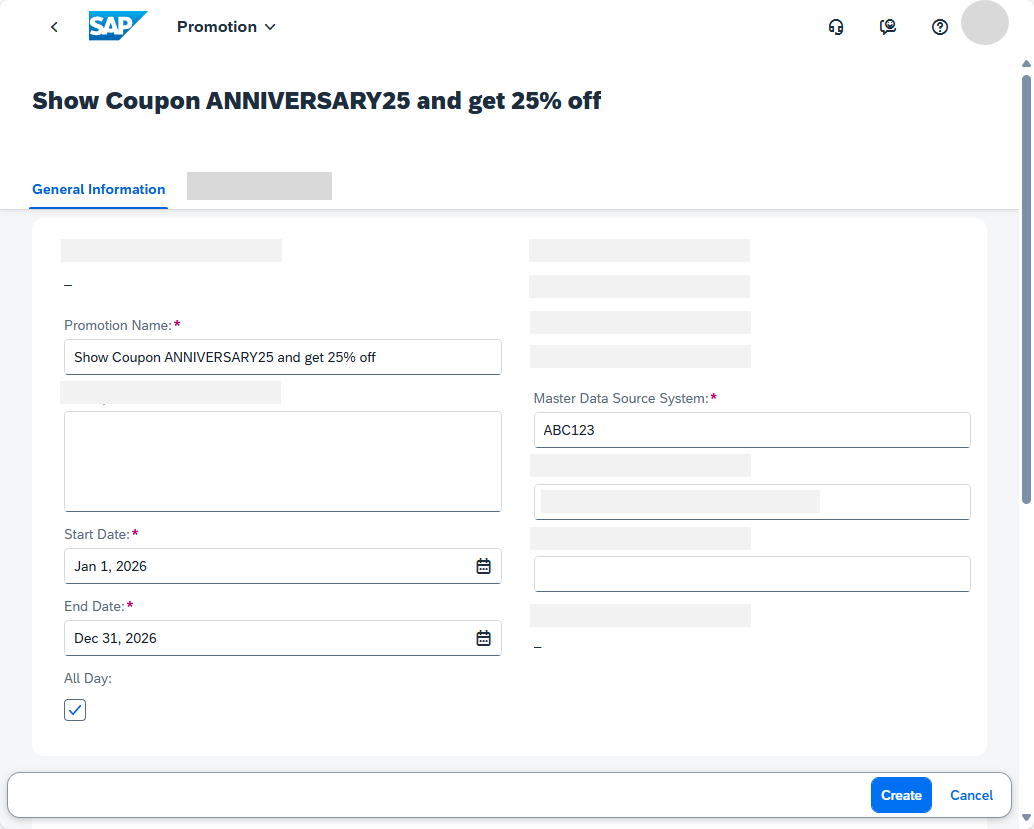 SAP Promotion
Show Coupon ANNIVERSARY25 and get 25% off
General Information
–
Promotion Name:*
Show Coupon ANNIVERSARY25 and get 25% off
Start Date:*
Jan 1, 2026
End Date:*
Dec 31, 2026
All Day:
Master Data Source System:*
ABC123
–
Create Cancel